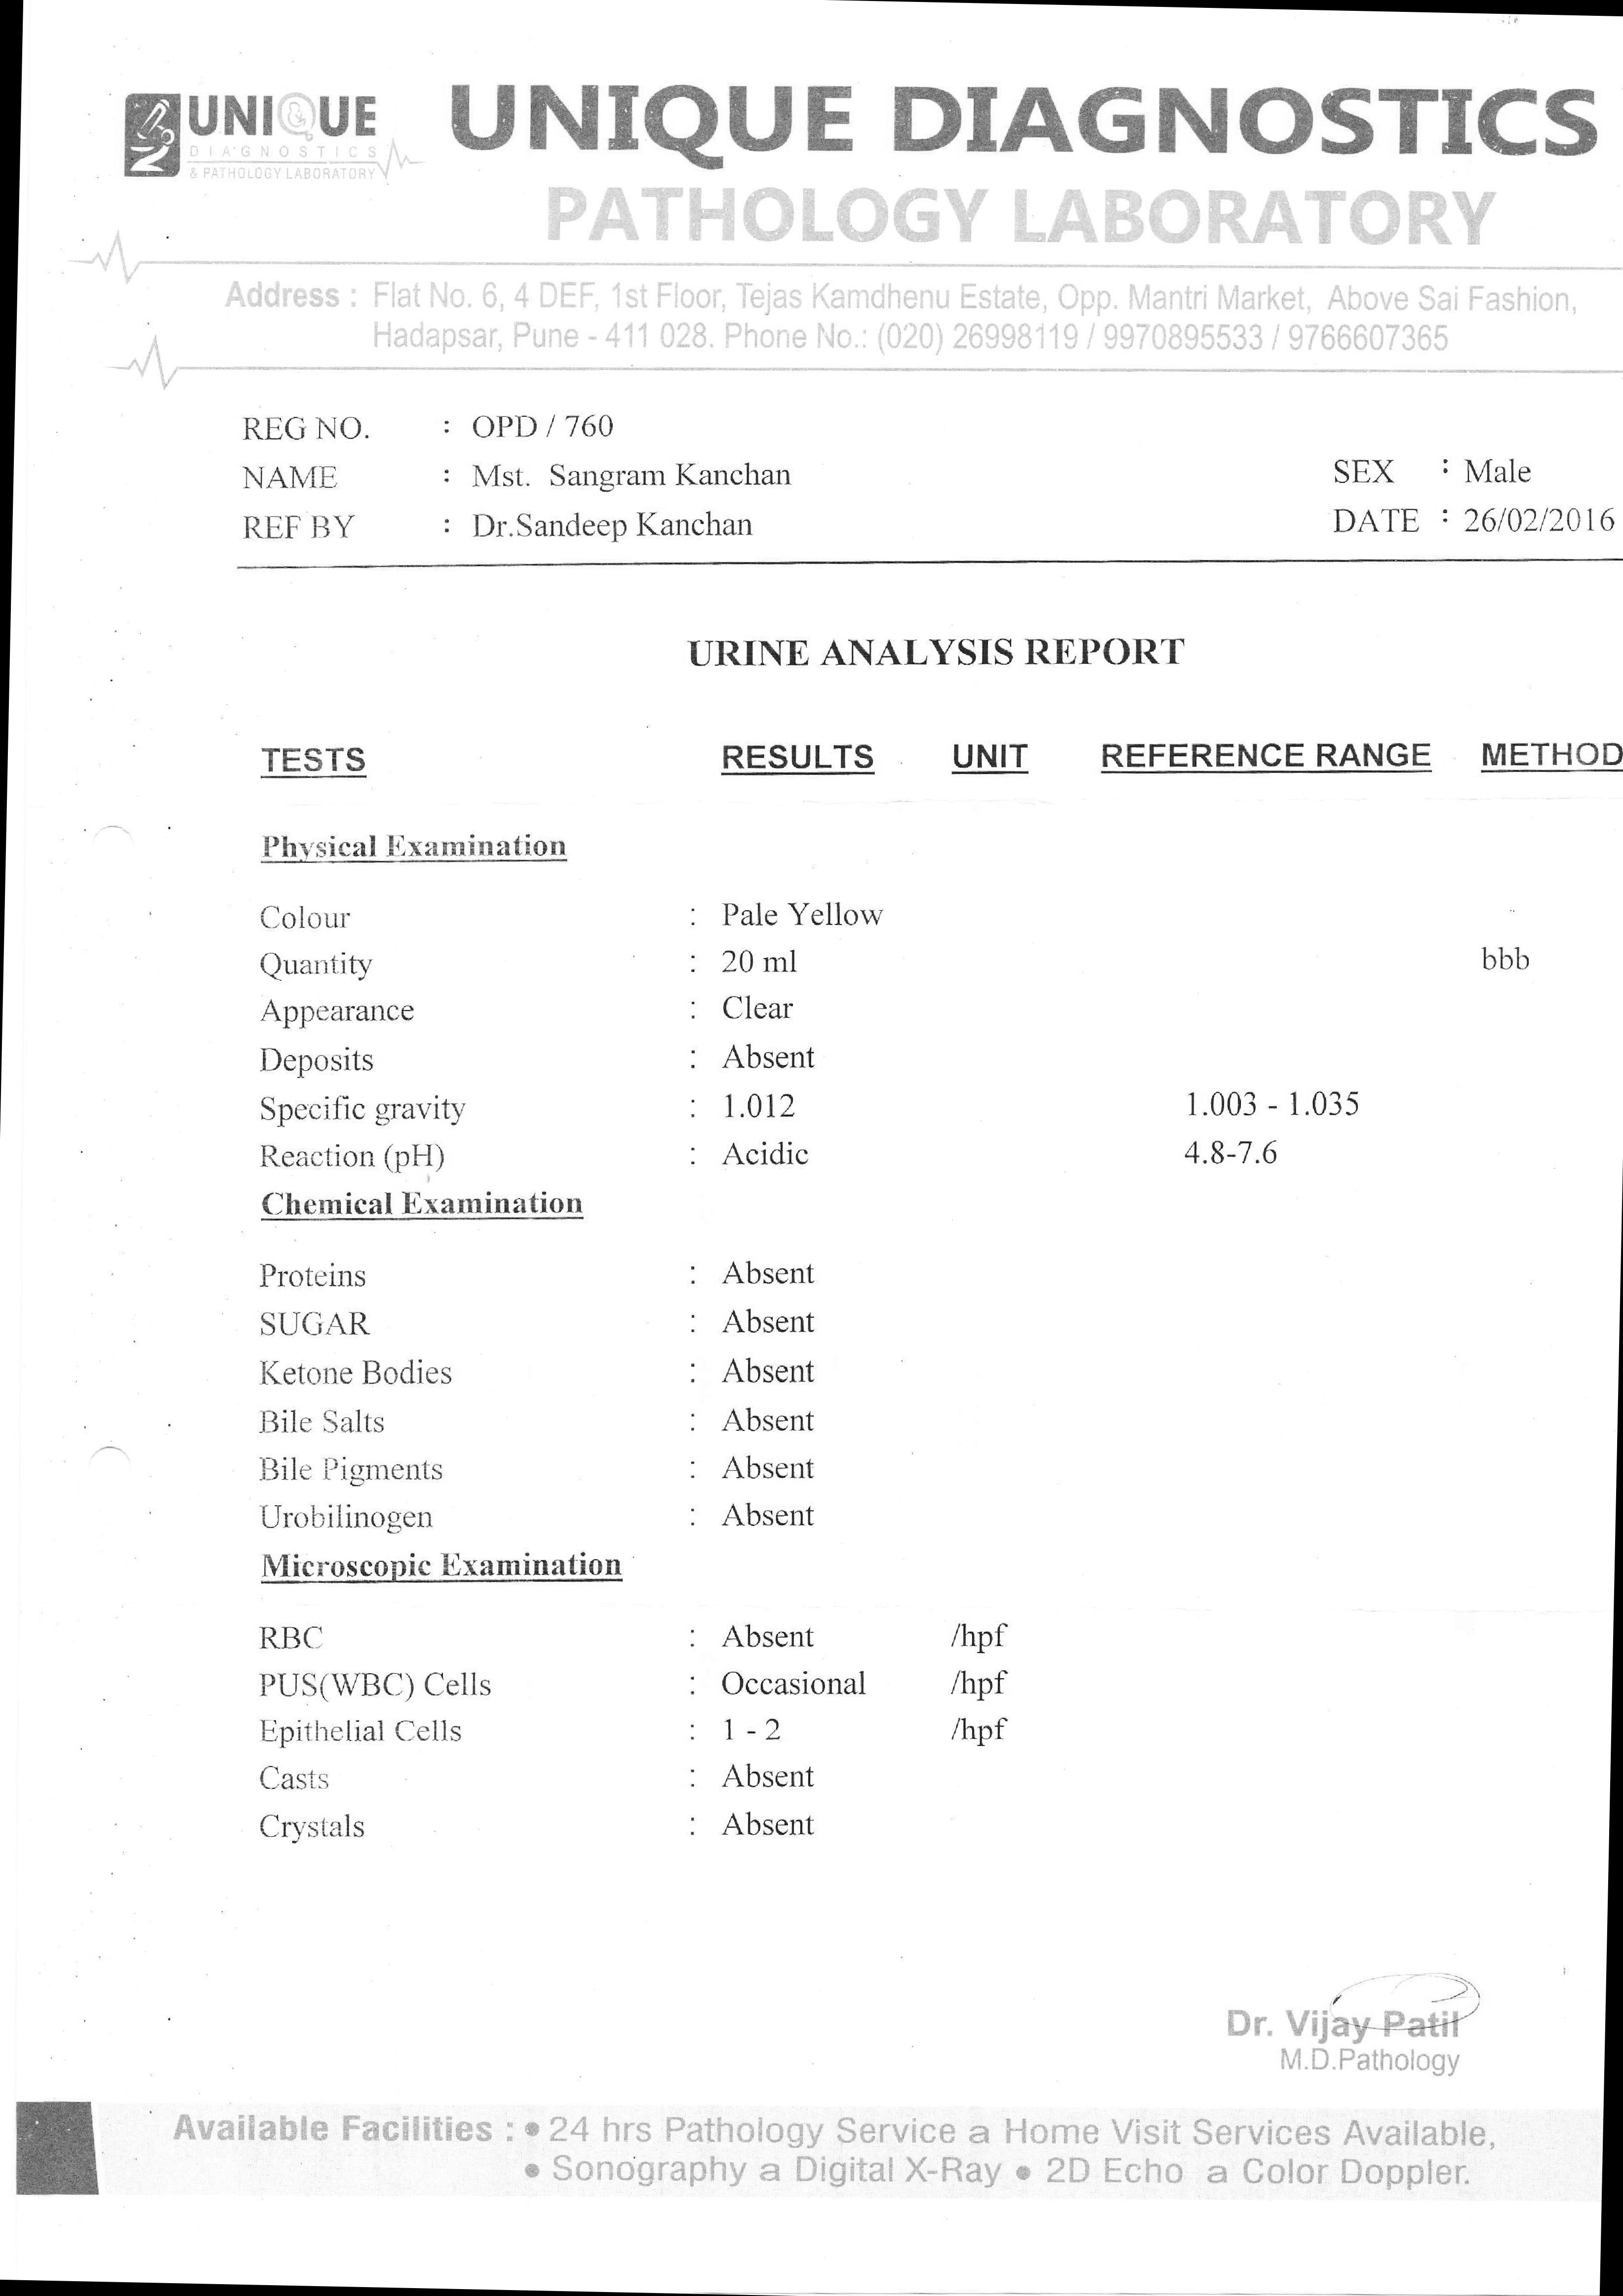 UNIQUE
DIAGNOSTICS
& PATHOLOGY LABORATORY
UNIQUE DIAGNOSTICS
PATHOLOGY LABORATORY
Address : Flat No. 6, 4 DEF, 1st Floor, Tejas Kamdhenu Estate, Opp. Mantri Market, Above Sai Fashion,
Hadapsar, Pune - 411 028. Phone No.: (020) 26998119 / 9970895533 / 9766607365
REG NO. : OPD / 760
NAME : Mst. Sangram Kanchan SEX : Male
REF BY : Dr.Sandeep Kanchan DATE : 26/02/2016
URINE ANALYSIS REPORT
TESTS RESULTS UNIT REFERENCE RANGE METHOD
Physical Examination
Colour : Pale Yellow
Quantity : 20 ml bbb
Appearance : Clear
Deposits : Absent
Specific gravity : 1.012 1.003 - 1.035
Reaction (pH) : Acidic 4.8-7.6
Chemical Examination
Proteins : Absent
SUGAR : Absent
Ketone Bodies : Absent
Bile Salts : Absent
Bile Pigments : Absent
Urobilinogen : Absent
Microscopic Examination
RBC : Absent /hpf
PUS(WBC) Cells : Occasional /hpf
Epithelial Cells : 1 - 2 /hpf
Casts : Absent
Crystals : Absent
Dr. Vijay Patil
M.D.Pathology
Available Facilities : • 24 hrs Pathology Service a Home Visit Services Available,
• Sonography a Digital X-Ray • 2D Echo a Color Doppler.